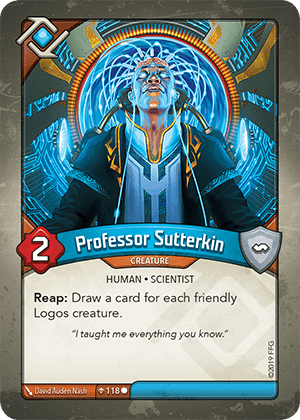 Professor Sutterkin
2
CREATURE
HUMAN • SCIENTIST
Reap: Draw a card for each friendly
Logos creature.
"I taught me everything you know."
David Auden Nash
118
©2019 FFG